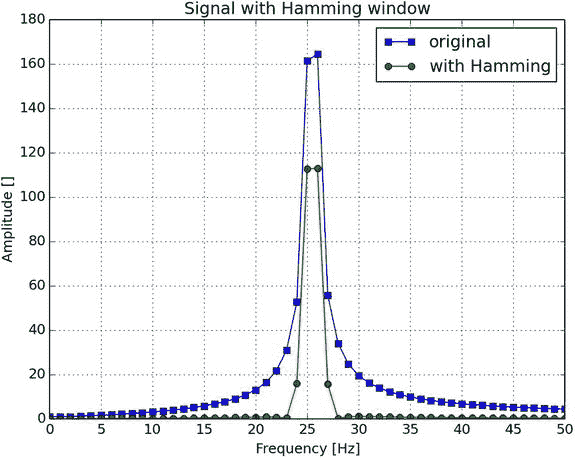 Signal with Hamming window
180
160
140
120
100
80
60
40
20
0
Amplitude []
original
with Hamming
0 5 10 15 20 25 30 35 40 45 50
Frequency [Hz]